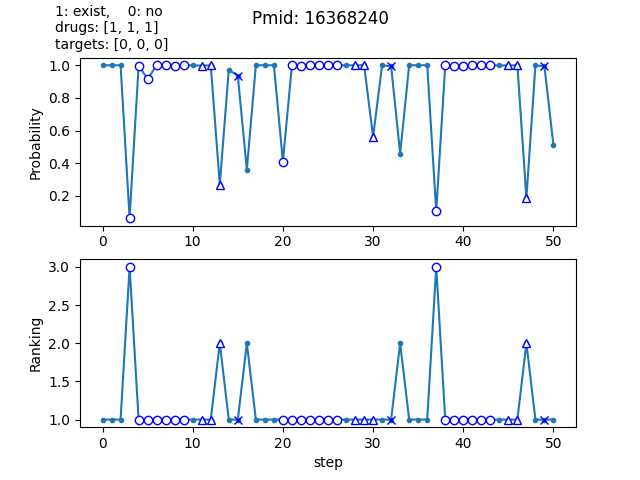 1: exist,    0: no
drugs: [1, 1, 1]
targets: [0, 0, 0]
Pmid: 16368240
Probability
1.0
0.8
0.6
0.4
0.2
0 10 20 30 40 50
Ranking
3.0
2.5
2.0
1.5
1.0
0 10 20 30 40 50
step